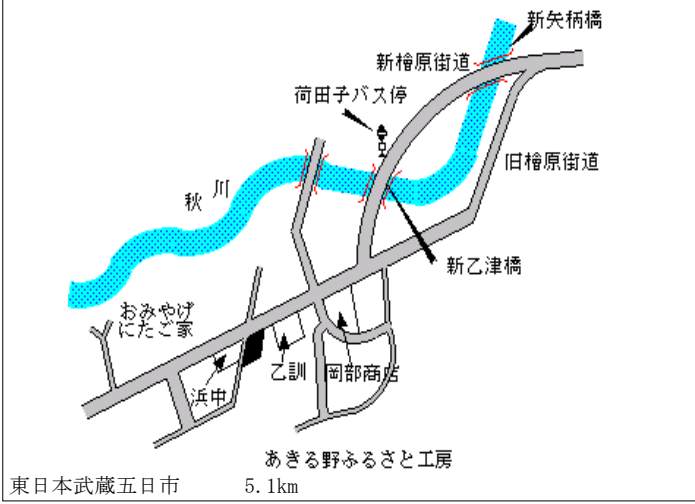 新矢柄橋
新檜原街道
荷田子バス停
旧檜原街道
秋川
新乙津橋
おみやげ
にたご家
乙訓
岡部商店
浜中
あきる野ふるさと工房
東日本武蔵五日市 5.1km